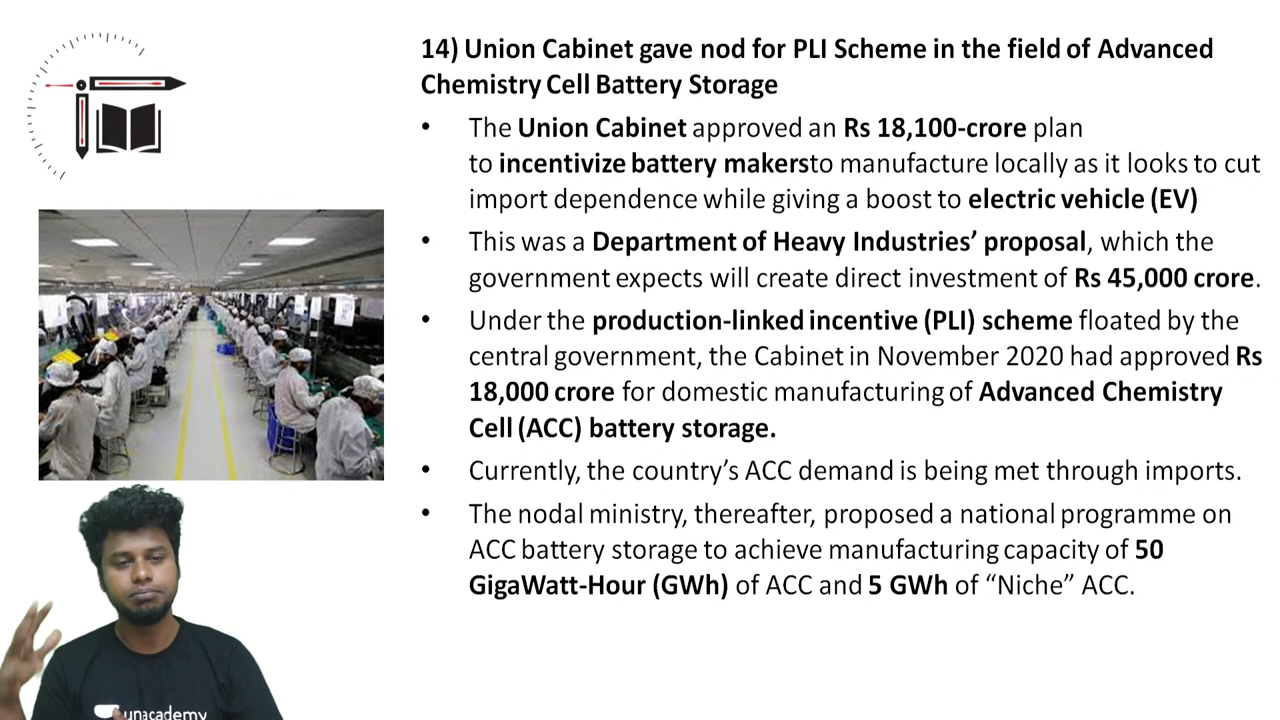 14) Union Cabinet gave nod for PLI Scheme in the field of Advanced
Chemistry Cell Battery Storage
• The Union Cabinet approved an Rs 18,100-crore plan
to incentivize battery makersto manufacture locally as it looks to cut
import dependence while giving a boost to electric vehicle (EV)
• This was a Department of Heavy Industries’ proposal, which the
government expects will create direct investment of Rs 45,000 crore.
• Under the production-linked incentive (PLI) scheme floated by the
central government, the Cabinet in November 2020 had approved Rs
18,000 crore for domestic manufacturing of Advanced Chemistry
Cell (ACC) battery storage.
• Currently, the country’s ACC demand is being met through imports.
• The nodal ministry, thereafter, proposed a national programme on
ACC battery storage to achieve manufacturing capacity of 50
GigaWatt-Hour (GWh) of ACC and 5 GWh of “Niche” ACC.
unacademy